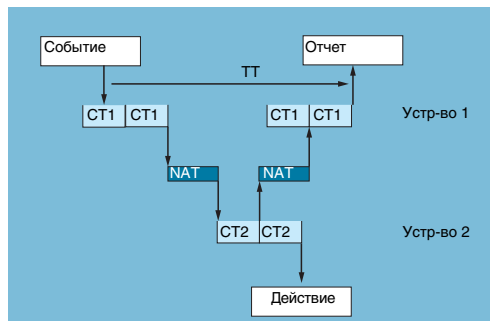 Событие
Отчет
TT
CT1 CT1 CT1 CT1 Устр-во 1
NAT NAT
CT2 CT2 Устр-во 2
Действие